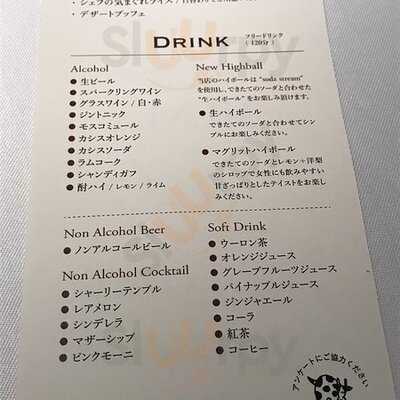 ・シェフの気まぐれライス /
・デザートブッフェ
DRINK フリードリンク
（120分）
Alcohol
● 生ビール
● スパークリングワイン
● グラスワイン / 白・赤
● ジントニック
● モスコミュール
● カシスオレンジ
● カシスソーダ
● ラムコーク
● シャンディガフ
● 酎ハイ / レモン / ライム
New Highball
当店のハイボールは "soda stream"
を使用し、できたてのソーダと合わせた
"生ハイボール" をお楽しみ頂けます。
● 生ハイボール
できたてのソーダと合わせてシン
プルにお楽しみください。
● マグリットハイボール
できたてのソーダとレモン＋洋梨
のシロップで女性にも飲みやすい
甘ざっぱりとしたテイストをお楽し
みください。
Non Alcohol Beer
● ノンアルコールビール
Non Alcohol Cocktail
● シャーリーテンプル
● レアメロン
● シンデレラ
● マザーシップ
● ピンクモーニ
Soft Drink
● ウーロン茶
● オレンジジュース
● グレープフルーツジュース
● パイナップルジュース
● ジンジャエール
● コーラ
● 紅茶
● コーヒー
アンケートにご協力ください